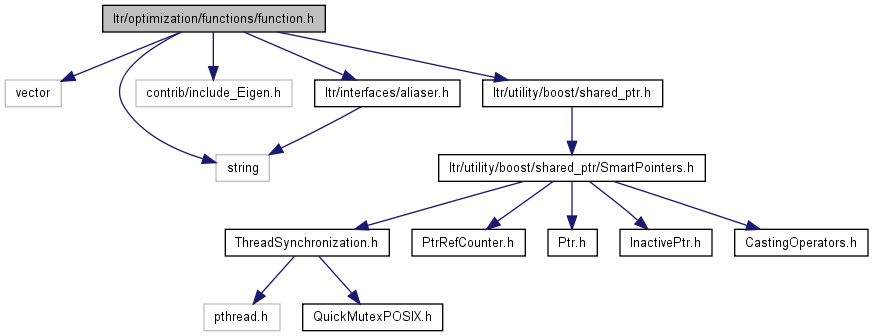 ltr/optimization/functions/function.h
vector
contrib/include_Eigen.h
ltr/interfaces/aliaser.h
ltr/utility/boost/shared_ptr.h
string
ltr/utility/boost/shared_ptr/SmartPointers.h
ThreadSynchronization.h
PtrRefCounter.h
Ptr.h
InactivePtr.h
CastingOperators.h
pthread.h
QuickMutexPOSIX.h